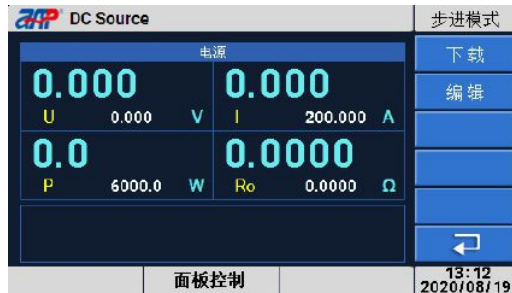 AAP DC Source
步进模式
电源
下载
0.000
0.000
编辑
U 0.000 V
I 200.000 A
0.0
0.0000
P 6000.0 W
Ro 0.0000 Ω
面板控制
13:12
2020/08/19